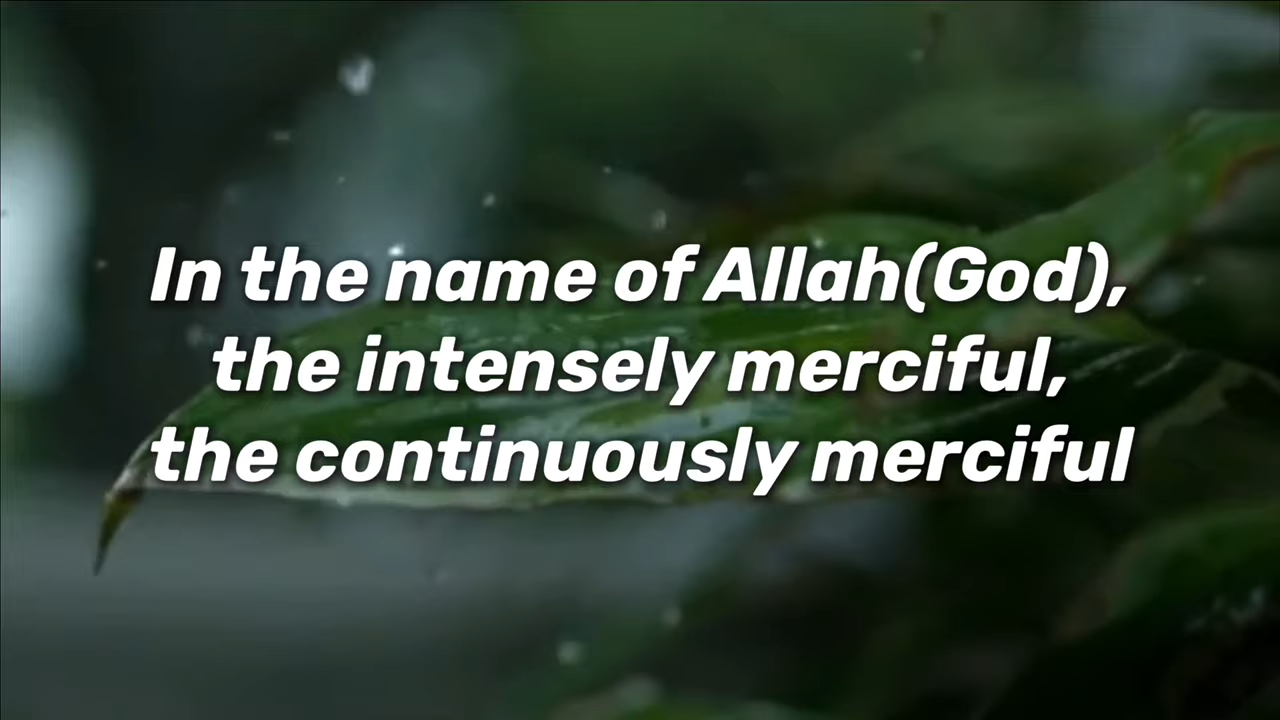 In the name of Allah(God),
the intensely merciful,
the continuously merciful